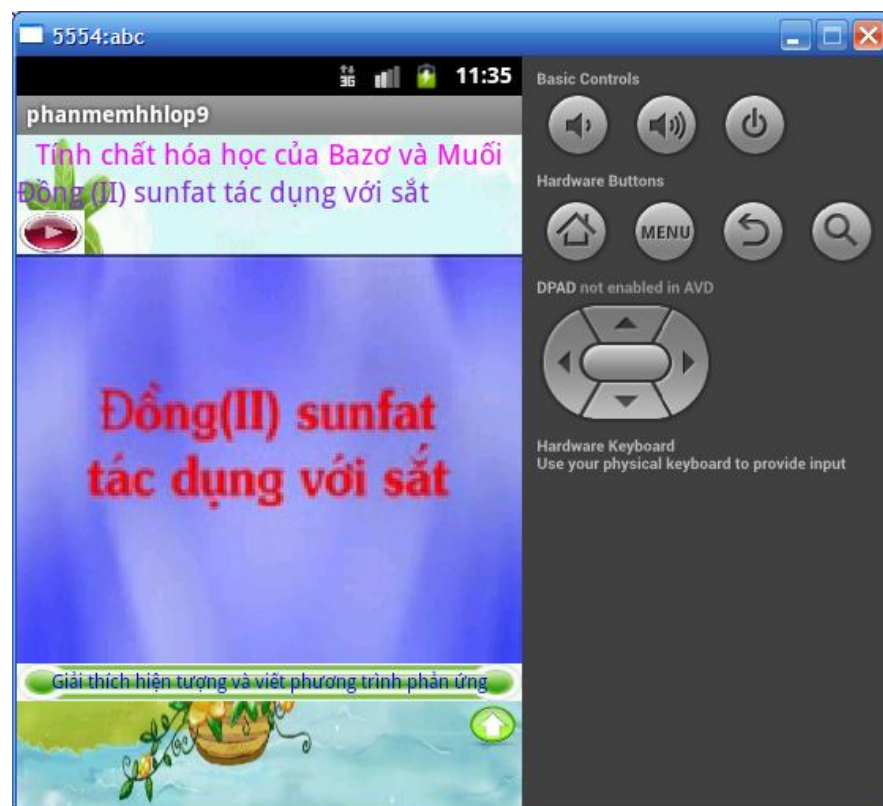 5554:abc
3G
11:35
phanmemhhlop9
Tính chất hóa học của Bazơ và Muối
Đồng (II) sunfat tác dụng với sắt
Đồng(II) sunfat
tác dụng với sắt
Giải thích hiện tượng và viết phương trình phản ứng
Basic Controls
Hardware Buttons
MENU
DPAD not enabled in AVD
Hardware Keyboard
Use your physical keyboard to provide input